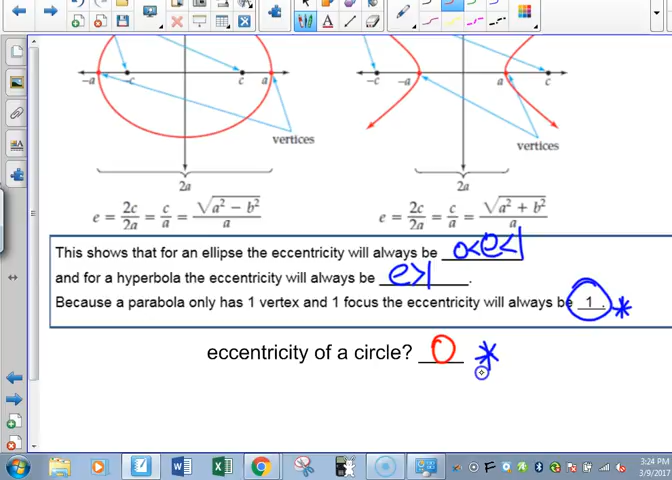 -a -c c a
-c -a a c
vertices
vertices
2a
2a
e = 2c/2a = c/a = √(a² − b²)/a
e = 2c/2a = c/a = √(a² + b²)/a
This shows that for an ellipse the eccentricity will always be 0<e<1
and for a hyperbola the eccentricity will always be e>1.
Because a parabola only has 1 vertex and 1 focus the eccentricity will always be 1. *
eccentricity of a circle? 0 *
3:24 PM
3/9/2017